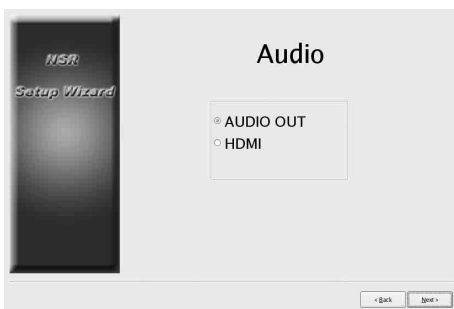 NSR
Setup Wizard
Audio
AUDIO OUT
HDMI
< Back
Next >